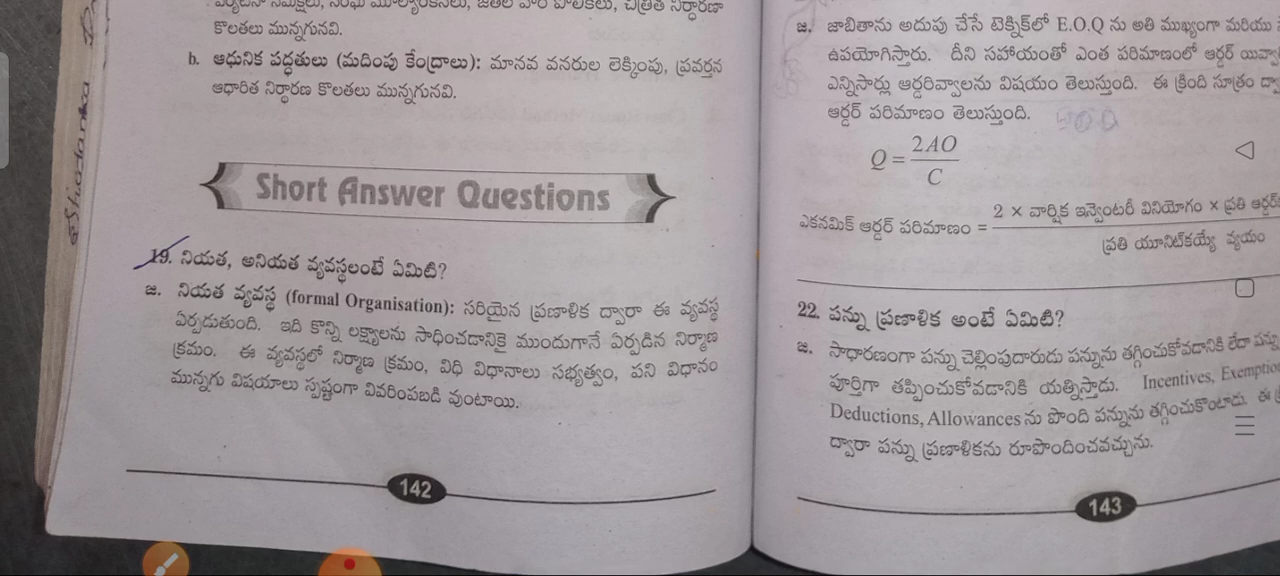 కొలతలు మున్నగునవి.
b. ఆధునిక పద్ధతులు (మదింపు కేంద్రాలు): మానవ వనరుల లెక్కింపు, ప్రవర్తన
ఆధారిత నిర్ధారణ కొలతలు మున్నగునవి.
Short Answer Questions
19. నియత, అనియత వ్యవస్థలంటే ఏమిటి?
జ. నియత వ్యవస్థ (formal Organisation): సరియైన ప్రణాళిక ద్వారా ఈ వ్యవస్థ
ఏర్పడుతుంది. ఇది కొన్ని లక్ష్యాలను సాధించడానికై ముందుగానే ఏర్పడిన నిర్మాణ
క్రమం. ఈ వ్యవస్థలో నిర్మాణ క్రమం, విధి విధానాలు సభ్యత్వం, పని విధానం
మున్నగు విషయాలు స్పష్టంగా వివరింపబడి వుంటాయి.
142
జ. జాబితాను అదుపు చేసే టెక్నిక్‌లో E.O.Q ను అతి ముఖ్యంగా మరియు
ఉపయోగిస్తారు. దీని సహాయంతో ఎంత పరిమాణంలో ఆర్డర్
ఎన్నిసార్లు ఆర్డరివ్వాలను విషయం తెలుస్తుంది. ఈ క్రింది సూత్రం
ఆర్డర్ పరిమాణం తెలుస్తుంది.
Q = 2AO / C
ఎకనమిక్ ఆర్డర్ పరిమాణం = 2 × వార్షిక ఇన్వెంటరీ వినియోగం × ప్రతి
ప్రతి యూనిట్‌కయ్యే వ్యయం
22. పన్ను ప్రణాళిక అంటే ఏమిటి?
జ. సాధారణంగా పన్ను చెల్లింపుదారుడు పన్నును తగ్గించుకోవడానికి లేదా
పూర్తిగా తప్పించుకోవడానికి యత్నిస్తాడు. Incentives,
Deductions, Allowances ను పొంది పన్నును తగ్గించుకొంటాడు. ఈ
ద్వారా పన్ను ప్రణాళికను రూపొందించవచ్చును.
143